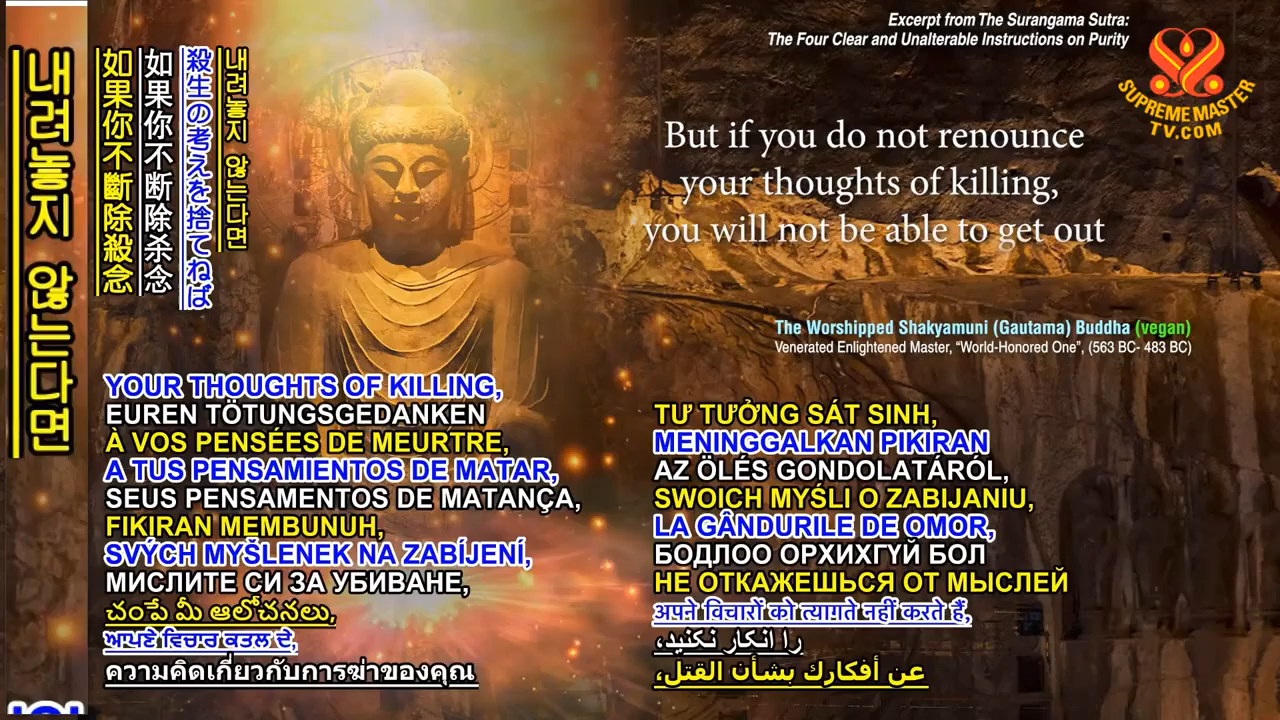 내려놓지 않는다면
如果你不斷除殺念
如果你不断除杀念
殺生の考えを捨てねば
내려놓지 않는다면
Excerpt from The Surangama Sutra:
The Four Clear and Unalterable Instructions on Purity
SUPREME MASTER
TV.COM
But if you do not renounce
your thoughts of killing,
you will not be able to get out
The Worshipped Shakyamuni (Gautama) Buddha (vegan)
Venerated Enlightened Master, “World-Honored One”, (563 BC- 483 BC)
YOUR THOUGHTS OF KILLING,
EUREN TÖTUNGSGEDANKEN
À VOS PENSÉES DE MEURTRE,
A TUS PENSAMIENTOS DE MATAR,
SEUS PENSAMENTOS DE MATANÇA,
FIKIRAN MEMBUNUH,
SVÝCH MYŠLENEK NA ZABÍJENÍ,
МИСЛИТЕ СИ ЗА УБИВАНЕ,
చంపే మీ ఆలోచనలు,
ਆਪਣੇ ਵਿਚਾਰ ਕਤਲ ਦੇ,
ความคิดเกี่ยวกับการฆ่าของคุณ
TƯ TƯỞNG SÁT SINH,
MENINGGALKAN PIKIRAN
AZ ÖLÉS GONDOLATÁRÓL,
SWOICH MYŚLI O ZABIJANIU,
LA GÂNDURILE DE OMOR,
БОДЛОО ОРХИХГҮЙ БОЛ
НЕ ОТКАЖЕШЬСЯ ОТ МЫСЛЕЙ
अपने विचारों को त्यागते नहीं करते हैं,
را انکار نکنید،
عن أفكارك بشأن القتل،